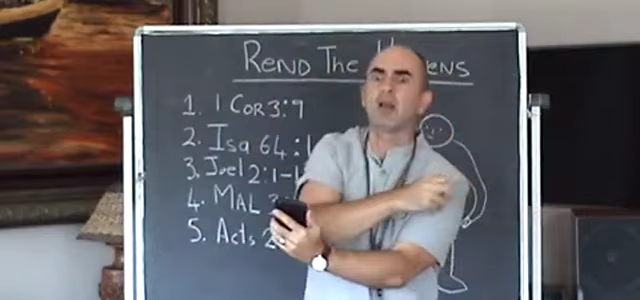 REND THE
1. 1 COR 3:9
2. Isa 64:1
3. Joel 2:1-
4. MAL
5. Acts 2